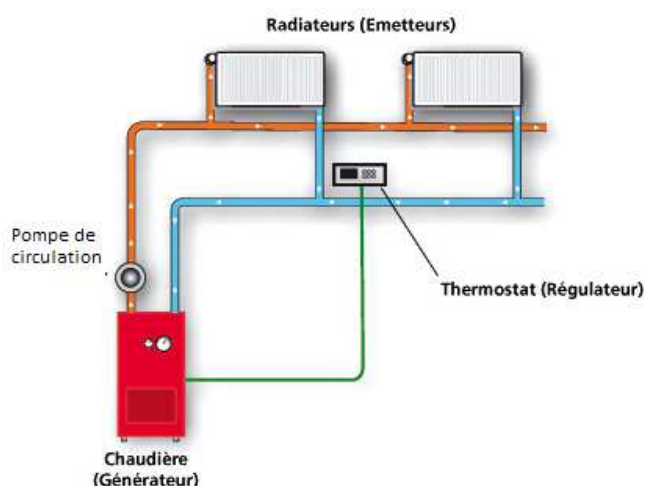 Radiateurs (Emetteurs)
Pompe de
circulation
Thermostat (Régulateur)
Chaudière
(Générateur)